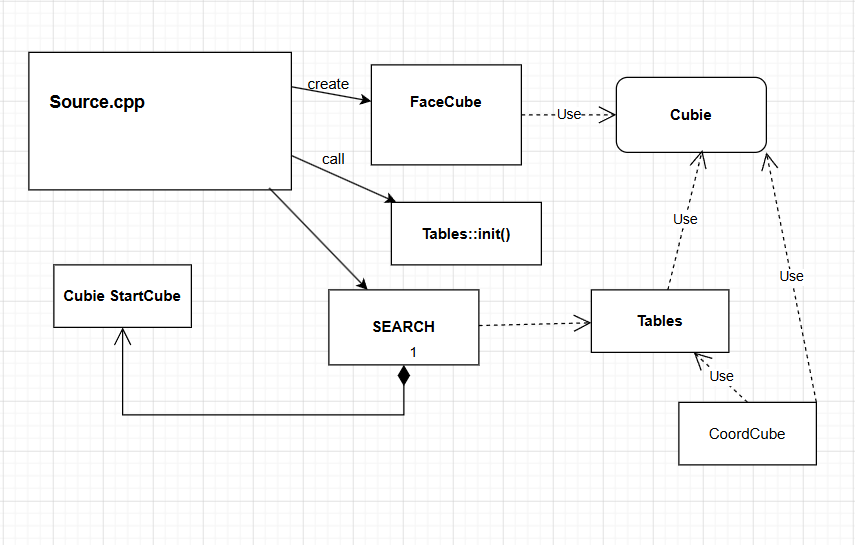 Source.cpp
create
FaceCube
Use
Cubie
call
Tables::init()
Use
Use
Cubie StartCube
SEARCH
1
Tables
Use
CoordCube